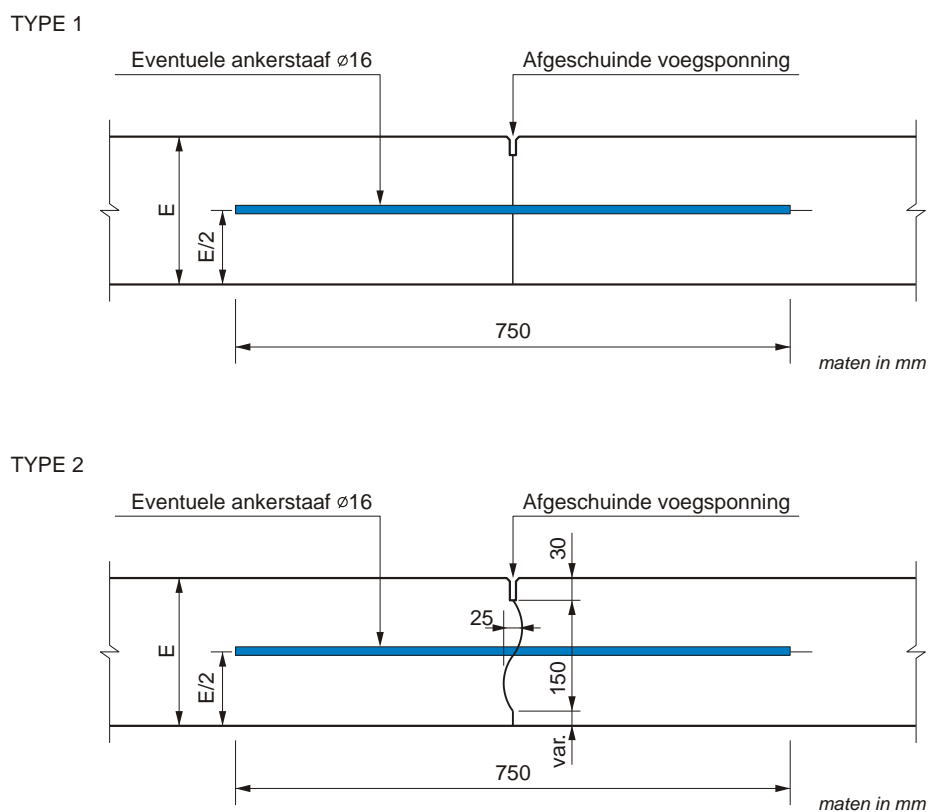 TYPE 1
Eventuele ankerstaaf ⌀16
Afgeschuinde voegsponning
E
E/2
750
maten in mm
TYPE 2
Eventuele ankerstaaf ⌀16
Afgeschuinde voegsponning
30
25
E
E/2
150
var.
750
maten in mm